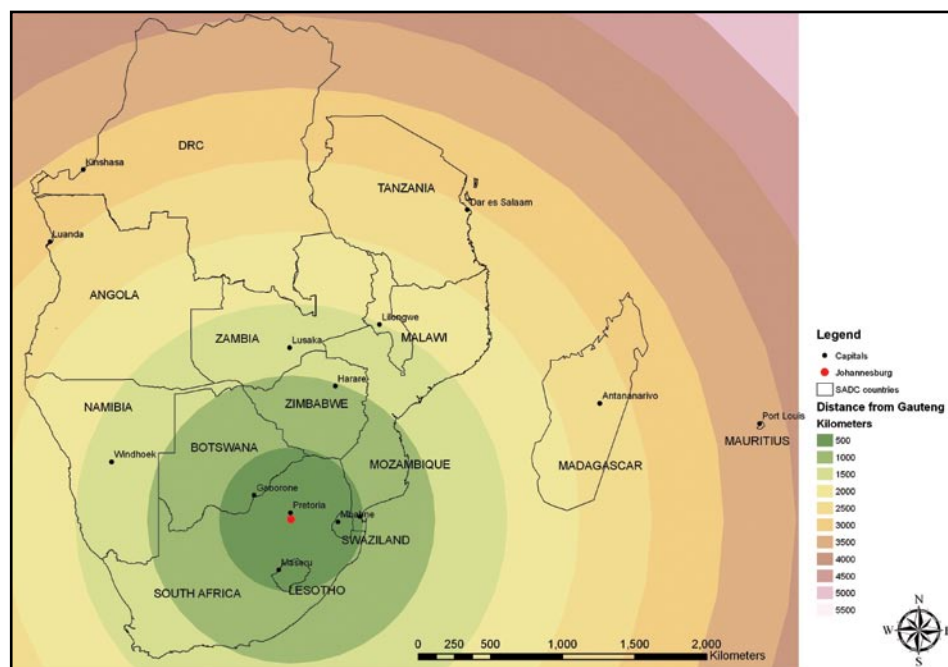 DRC
Kinshasa
TANZANIA
Dar es Salaam
Luanda
ANGOLA
Lilongwe
MALAWI
ZAMBIA
Lusaka
Harare
ZIMBABWE
NAMIBIA
Antananarivo
Port Louis
MAURITIUS
BOTSWANA
Windhoek
MOZAMBIQUE
MADAGASCAR
Gaborone
Pretoria
SWAZILAND
Maseru
SOUTH AFRICA
LESOTHO
Legend
Capitals
Johannesburg
SADC countries
Distance from Gauteng
Kilometers
500
1000
1500
2000
2500
3000
3500
4000
4500
5000
5500
0 250 500 1,000 1,500 2,000
Kilometers
N
W E
S